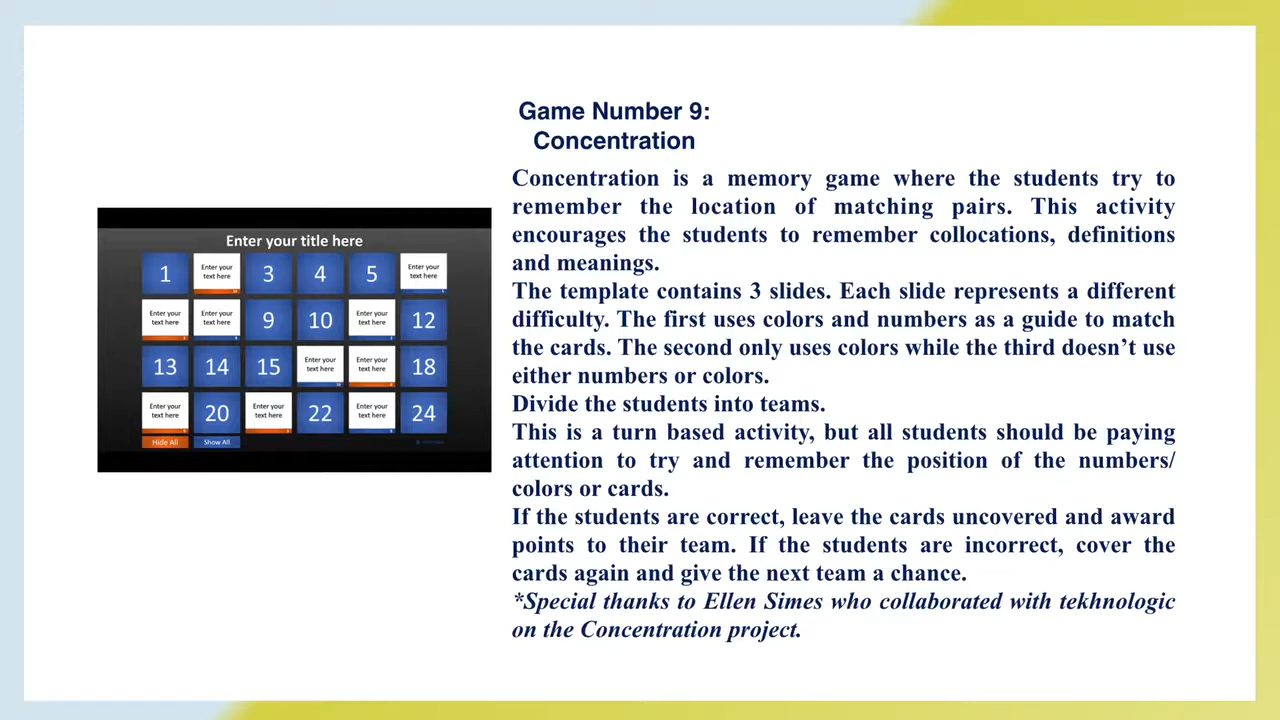 Game Number 9:
Concentration
Concentration is a memory game where the students try to
remember the location of matching pairs. This activity
encourages the students to remember collocations, definitions
and meanings.
The template contains 3 slides. Each slide represents a different
difficulty. The first uses colors and numbers as a guide to match
the cards. The second only uses colors while the third doesn’t use
either numbers or colors.
Divide the students into teams.
This is a turn based activity, but all students should be paying
attention to try and remember the position of the numbers/
colors or cards.
If the students are correct, leave the cards uncovered and award
points to their team. If the students are incorrect, cover the
cards again and give the next team a chance.
*Special thanks to Ellen Simes who collaborated with tekhnologic
on the Concentration project.
Enter your title here
1 Enter your 3 4 5 Enter your
text here text here
Enter your Enter your 9 10 Enter your 12
text here text here text here
13 14 15 Enter your Enter your 18
text here text here
Enter your 20 Enter your 22 Enter your 24
text here text here text here
Hide All Show All